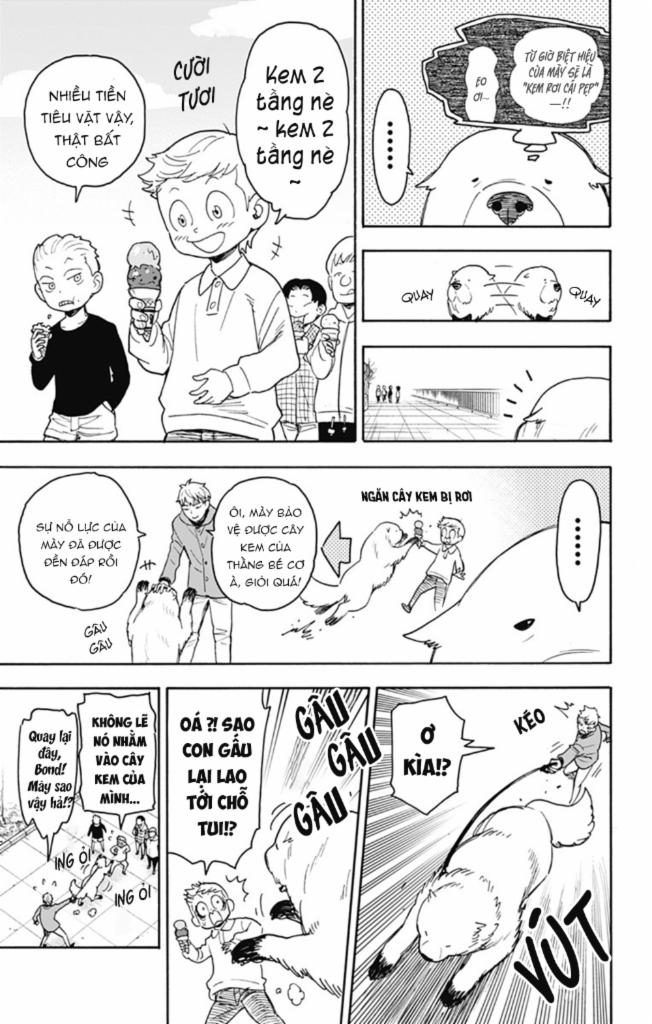 TỪ GIỜ BIỆT HIỆU
CỦA MÀY SẼ LÀ
"KEM RƠI CÁI PẸP"
—!!
EO
ƠI...
......
QUAY
QUAY
KEM 2
TẦNG NÈ
~ KEM 2
TẦNG NÈ
~
CƯỜI
TƯƠI
NHIỀU TIỀN
TIÊU VẶT VẬY,
THẬT BẤT
CÔNG
......
NGĂN CÂY KEM BỊ RƠI
ÔI, MÀY BẢO
VỆ ĐƯỢC CÂY
KEM CỦA
THẰNG BÉ CƠ
À, GIỎI QUÁ!
SỰ NỖ LỰC CỦA
MÀY ĐÃ ĐƯỢC
ĐỀN ĐÁP RỒI
ĐÓ!
GÂU
GÂU
KÉO
Ơ
KÌA!?
VÚT
GẤU
GẤU
GẤU
OÁ ?! SAO
CON GẤU
LẠI LAO
TỚI CHỖ
TUI!?
KHÔNG LẼ
NÓ NHẮM
VÀO CÂY
KEM CỦA
MÌNH...
Quay lại
đây,
Bond!
Mày sao
vậy hả!?
ING ỎI
ING ỎI